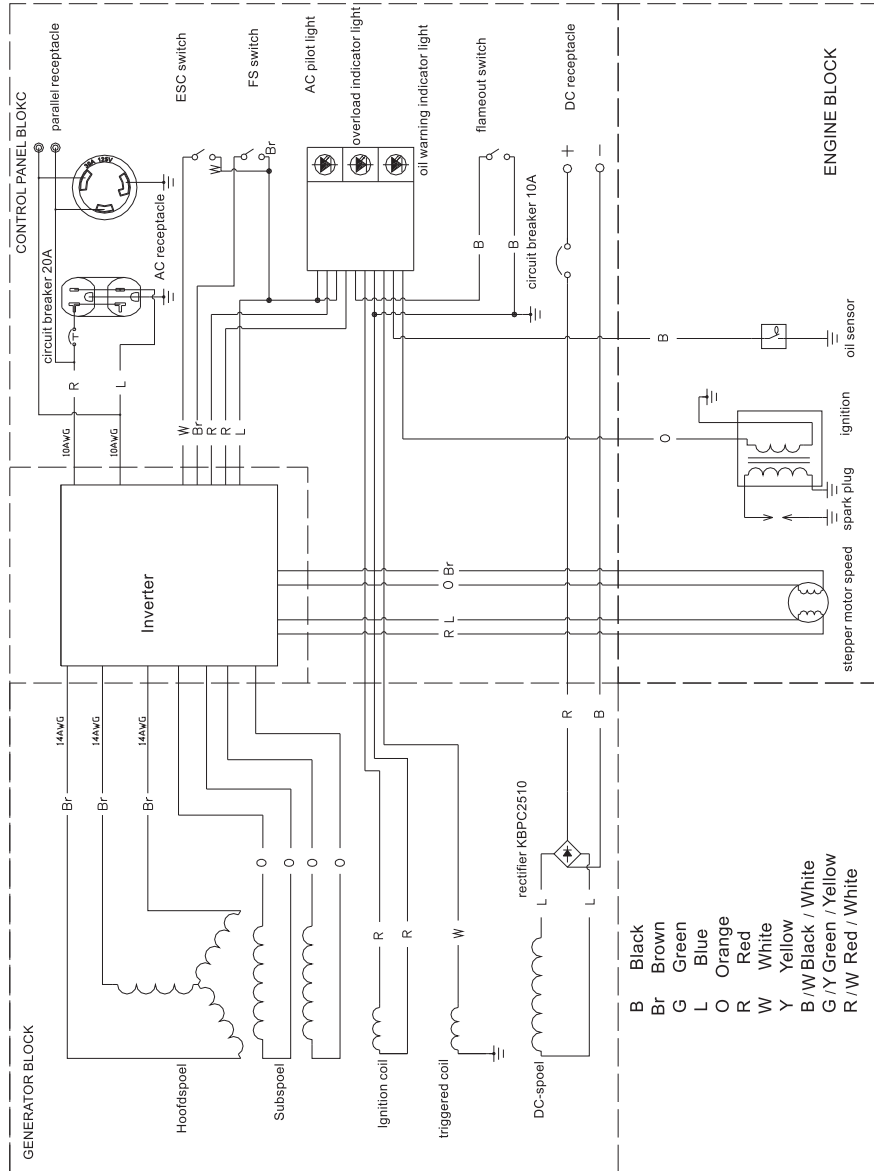 GENERATOR BLOCK
Hoofdspoel
Subspoel
Ignition coil
triggered coil
DC-spoel
Br
Br
Br
14AWG
14AWG
14AWG
O
O
O
O
R
R
W
L
L
rectifier KBPC2510
R
B
Inverter
CONTROL PANEL BLOKC
10AWG
10AWG
R
L
circuit breaker 20A
AC receptacle
30A 125V
parallel receptacle
W
Br
R
R
L
W
Br
ESC switch
FS switch
AC pilot light
overload indicator light
oil warning indicator light
B
B
flameout switch
circuit breaker 10A
DC receptacle
+
−
R L
O Br
O
B
ENGINE BLOCK
stepper motor speed
spark plug
ignition
oil sensor
B Black
Br Brown
G Green
L Blue
O Orange
R Red
W White
Y Yellow
B/W Black / White
G/Y Green / Yellow
R/W Red / White